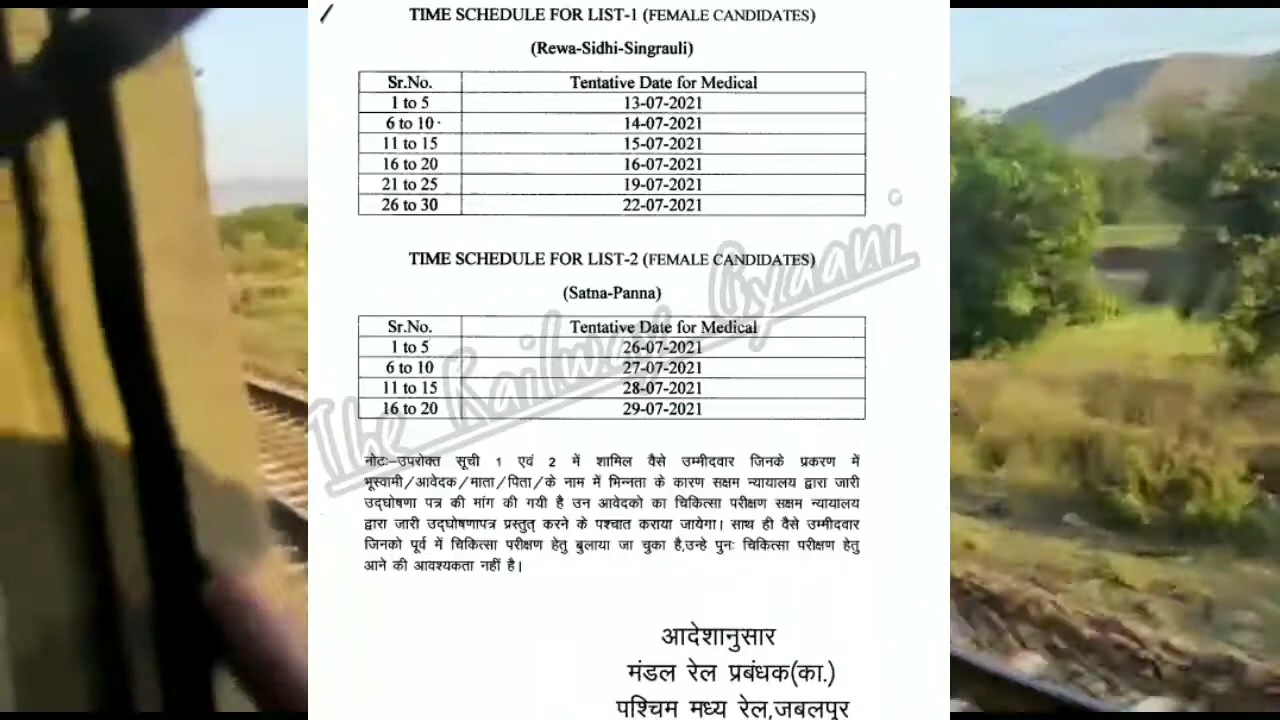 TIME SCHEDULE FOR LIST-1 (FEMALE CANDIDATES)
(Rewa-Sidhi-Singrauli)
Sr.No. Tentative Date for Medical
1 to 5 13-07-2021
6 to 10 14-07-2021
11 to 15 15-07-2021
16 to 20 16-07-2021
21 to 25 19-07-2021
26 to 30 22-07-2021
TIME SCHEDULE FOR LIST-2 (FEMALE CANDIDATES)
(Satna-Panna)
Sr.No. Tentative Date for Medical
1 to 5 26-07-2021
6 to 10 27-07-2021
11 to 15 28-07-2021
16 to 20 29-07-2021
The Railway Gyaani
नोटः–उपरोक्त सूची 1 एवं 2 में शामिल वैसे उम्मीदवार जिनके प्रकरण में
भूस्वामी/आवेदक/माता/पिता/के नाम में भिन्नता के कारण सक्षम न्यायालय द्वारा जारी
उद्घोषणा पत्र की मांग की गयी है उन आवेदको का चिकित्सा परीक्षण सक्षम न्यायालय
द्वारा जारी उद्घोषणापत्र प्रस्तुत् करने के पश्चात कराया जायेगा। साथ ही वैसे उम्मीदवार
जिनको पूर्व में चिकित्सा परीक्षण हेतु बुलाया जा चुका है,उन्हे पुनः चिकित्सा परीक्षण हेतु
आने की आवश्यकता नहीं है।
आदेशानुसार
मंडल रेल प्रबंधक(का.)
पश्चिम मध्य रेल,जबलपुर